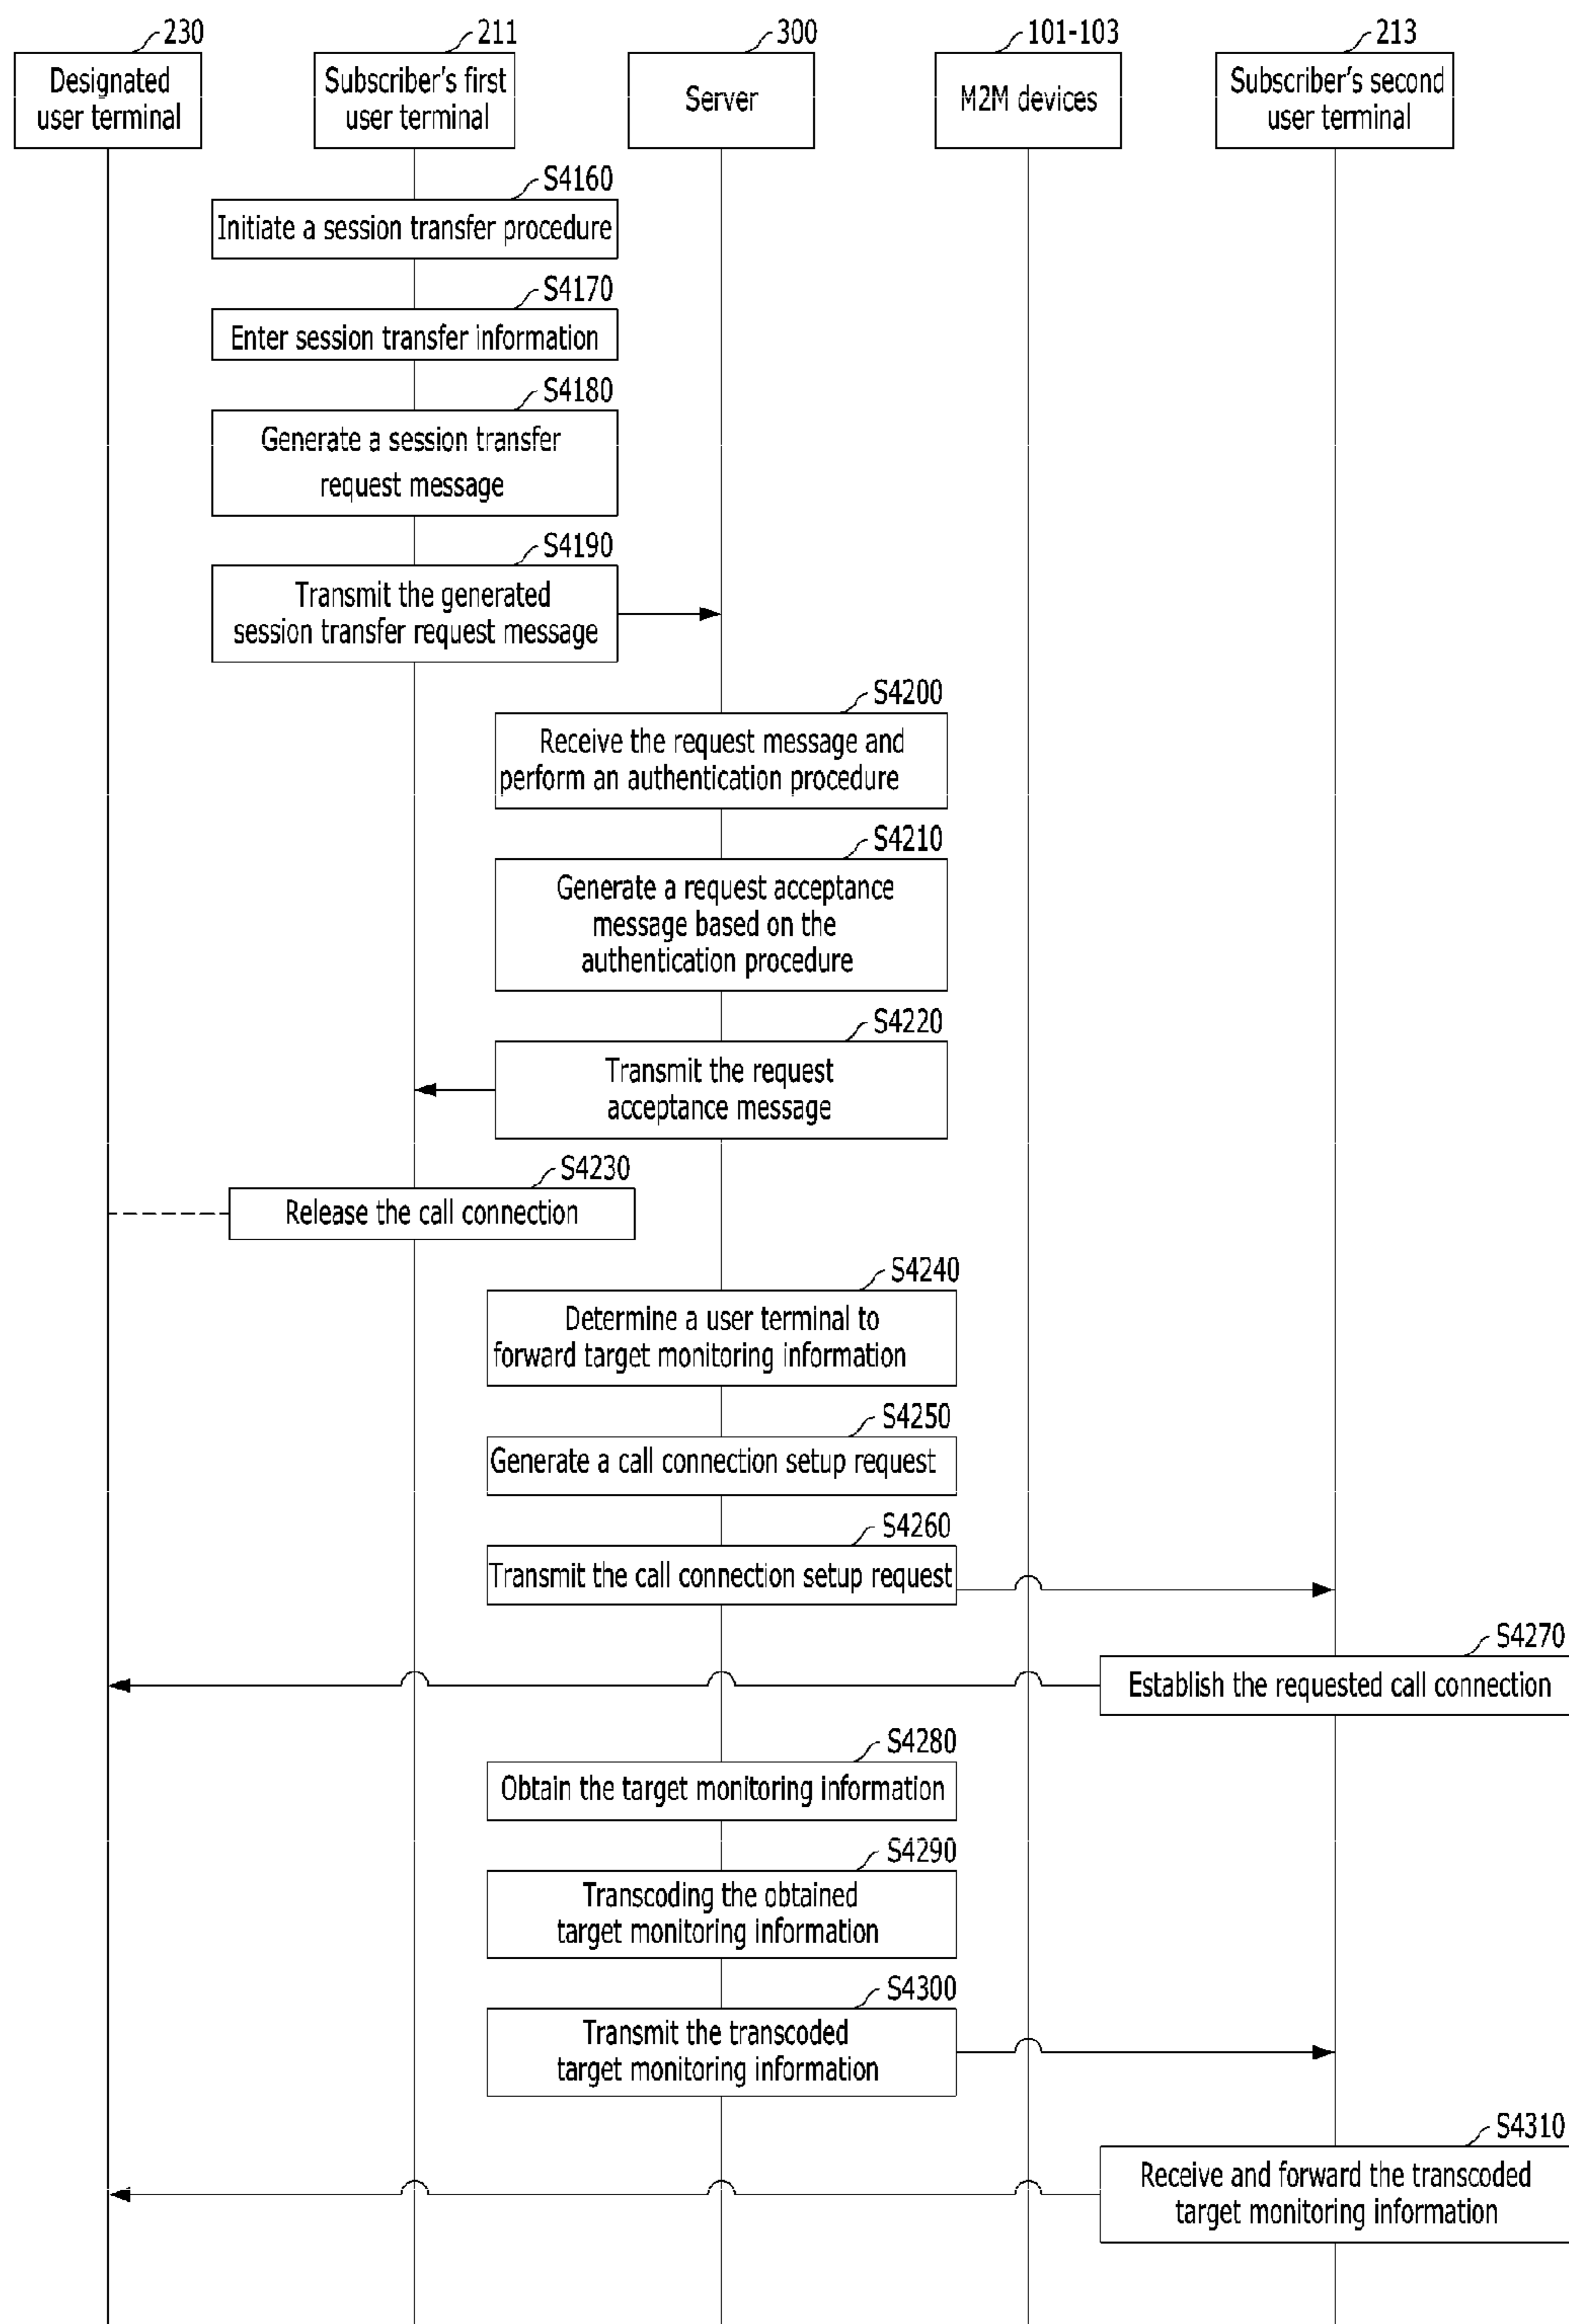 230
211
300
101-103
213
Designated
user terminal
Subscriber's first
user terminal
Server
M2M devices
Subscriber's second
user terminal
S4160
Initiate a session transfer procedure
S4170
Enter session transfer information
S4180
Generate a session transfer
request message
S4190
Transmit the generated
session transfer request message
S4200
Receive the request message and
perform an authentication procedure
S4210
Generate a request acceptance
message based on the
authentication procedure
S4220
Transmit the request
acceptance message
S4230
Release the call connection
S4240
Determine a user terminal to
forward target monitoring information
S4250
Generate a call connection setup request
S4260
Transmit the call connection setup request
S4270
Establish the requested call connection
S4280
Obtain the target monitoring information
S4290
Transcoding the obtained
target monitoring information
S4300
Transmit the transcoded
target monitoring information
S4310
Receive and forward the transcoded
target monitoring information